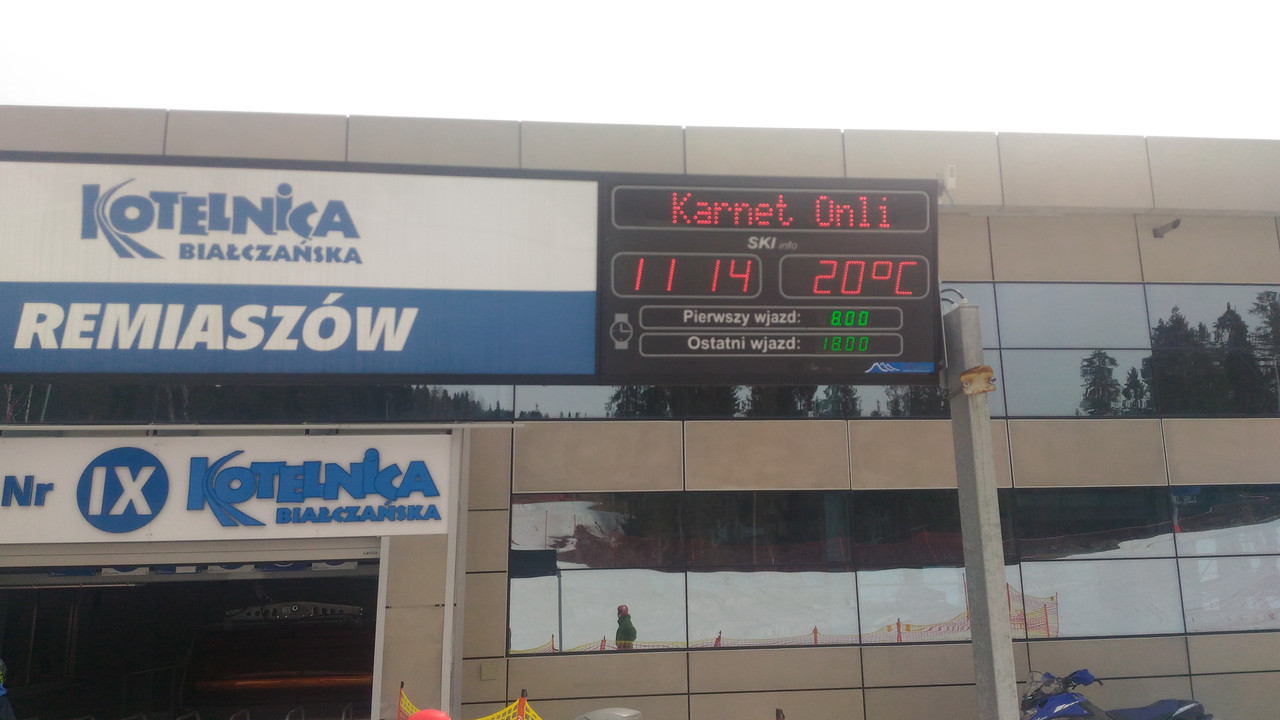 KOTELNICA
BIAŁCZAŃSKA
REMIASZÓW
Karnet Onli
SKI info
11 14 20°C
Pierwszy wjazd: 8.00
Ostatni wjazd: 18.00
Nr IX KOTELNICA
BIAŁCZAŃSKA